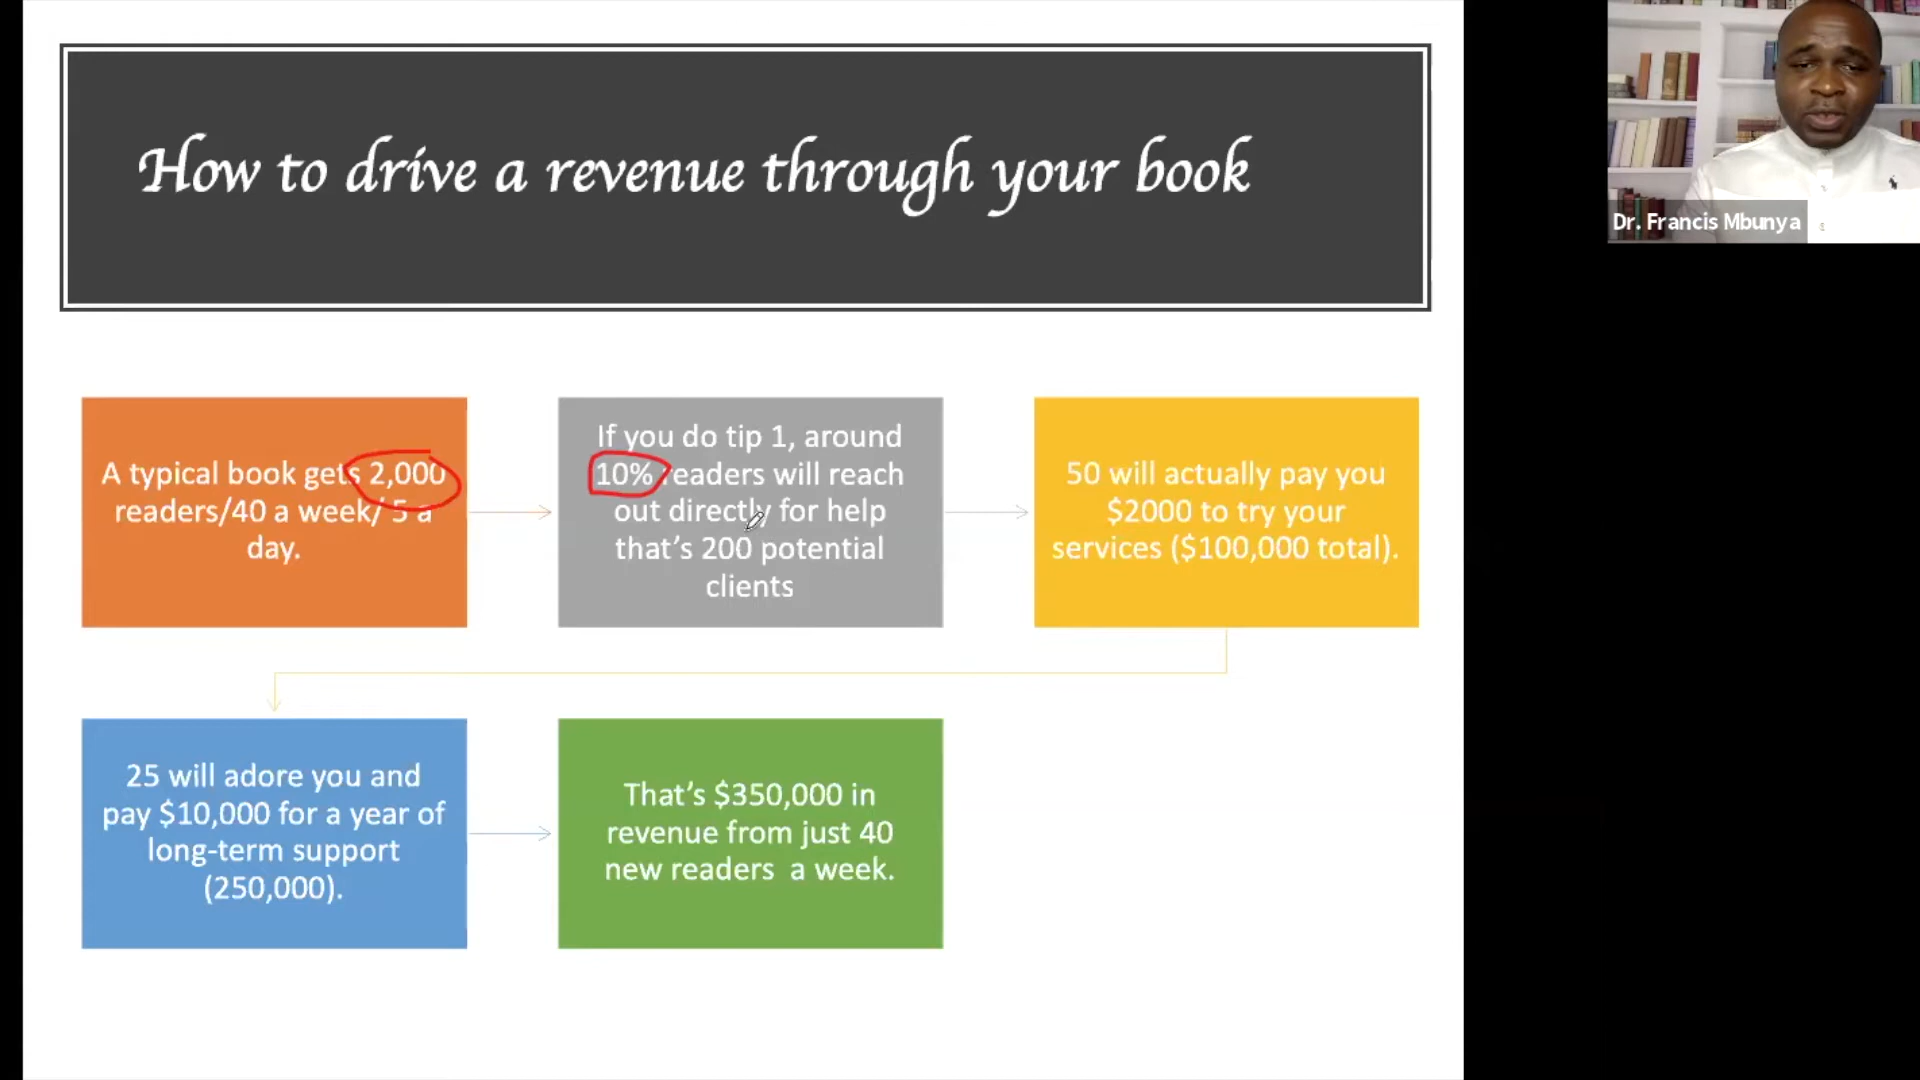 How to drive a revenue through your book
Dr. Francis Mbunya
A typical book gets 2,000
readers/40 a week/ 5 a
day.
If you do tip 1, around
10% readers will reach
out directly for help
that's 200 potential
clients
50 will actually pay you
$2000 to try your
services ($100,000 total).
25 will adore you and
pay $10,000 for a year of
long-term support
(250,000).
That's $350,000 in
revenue from just 40
new readers  a week.